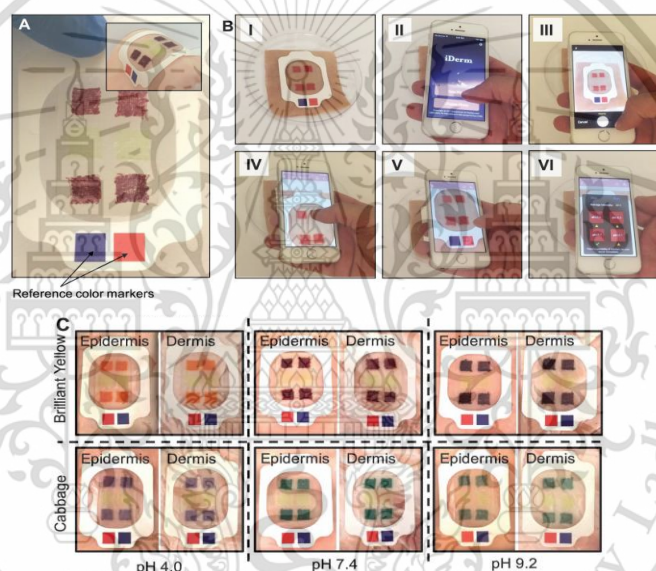 A
Reference color markers
B
I
II
iDerm
III
IV
V
VI
C
Brilliant Yellow
Epidermis Dermis
Epidermis Dermis
Epidermis Dermis
Cabbage
Epidermis Dermis
Epidermis Dermis
Epidermis Dermis
pH 4.0
pH 7.4
pH 9.2